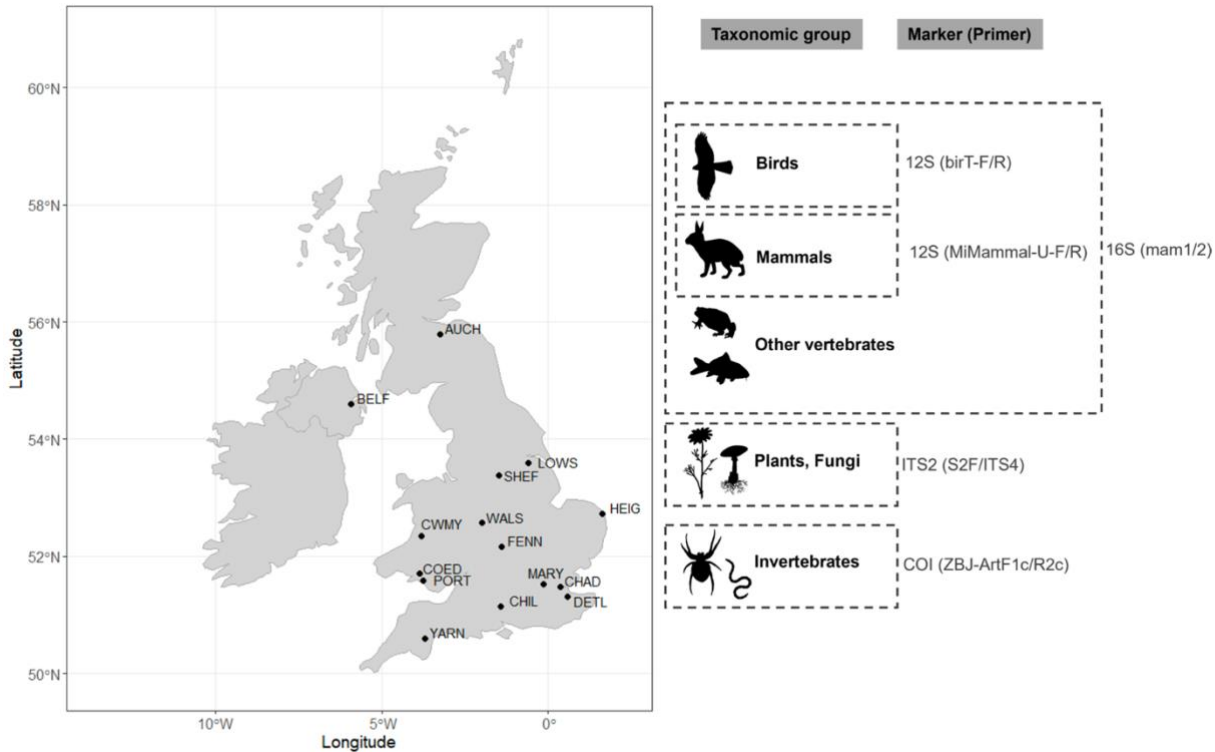 Taxonomic group
Marker (Primer)
Birds
12S (birT-F/R)
Mammals
12S (MiMammal-U-F/R)
16S (mam1/2)
Other vertebrates
Plants, Fungi
ITS2 (S2F/ITS4)
Invertebrates
COI (ZBJ-ArtF1c/R2c)
Latitude
60°N
58°N
56°N
54°N
52°N
50°N
AUCH
BELF
LOWS
SHEF
HEIG
WALS
CWMY
FENN
COED
PORT
MARY
CHAD
DETL
CHIL
YARN
10°W
5°W
0°
Longitude